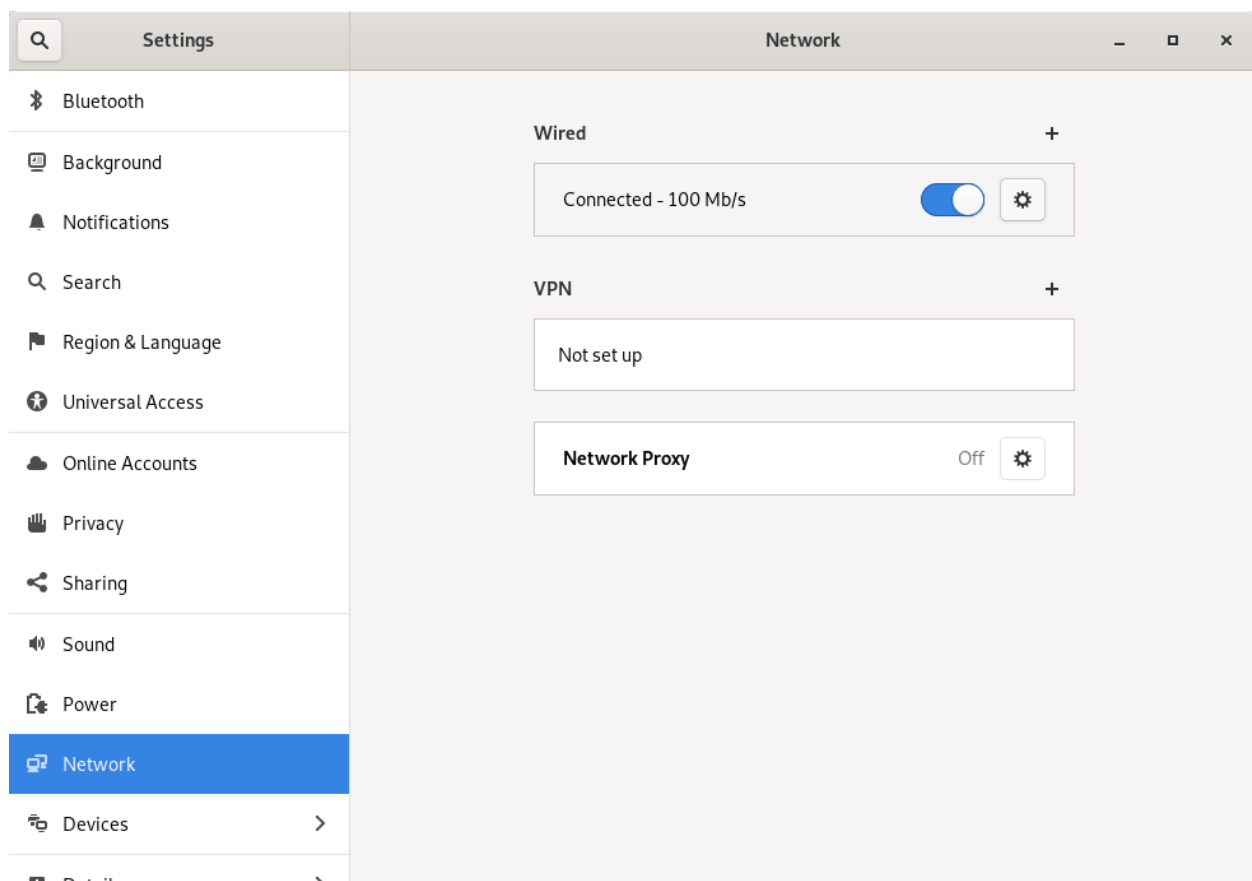 Settings
Network
Bluetooth
Background
Notifications
Search
Region & Language
Universal Access
Online Accounts
Privacy
Sharing
Sound
Power
Network
Devices
Wired
Connected - 100 Mb/s
VPN
Not set up
Network Proxy
Off